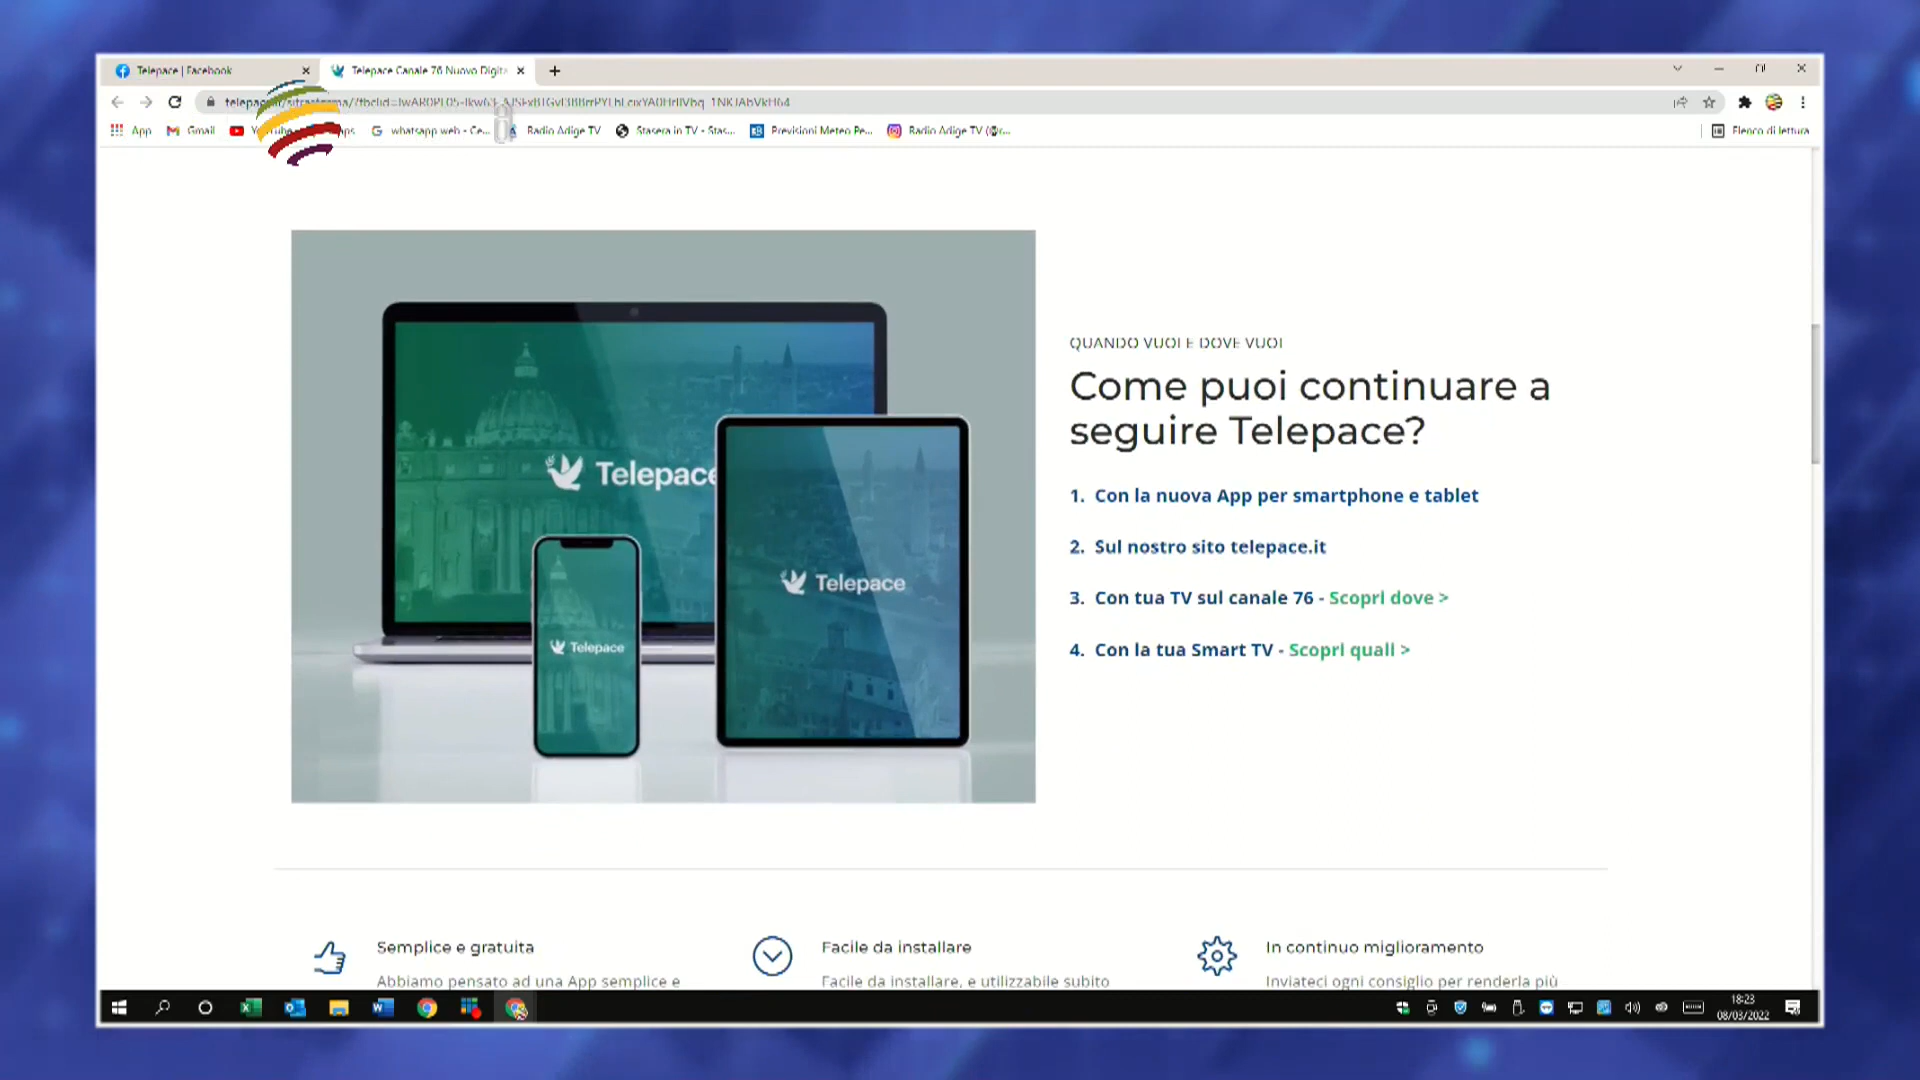 Telepace | Facebook
Telepace Canale 76 Nuovo Digita
App
Gmail
whatsapp web - Ce...
Radio Adige TV
Stasera in TV - Stas...
Previsioni Meteo Pe...
Radio Adige TV (@r...
Elenco di lettura
Telepace
Telepace
Telepace
QUANDO VUOI E DOVE VUOI
Come puoi continuare a
seguire Telepace?
1. Con la nuova App per smartphone e tablet
2. Sul nostro sito telepace.it
3. Con tua TV sul canale 76 - Scopri dove >
4. Con la tua Smart TV - Scopri quali >
Semplice e gratuita
Abbiamo pensato ad una App semplice e
Facile da installare
Facile da installare, e utilizzabile subito
In continuo miglioramento
Inviateci ogni consiglio per renderla più
18:23
08/03/2022